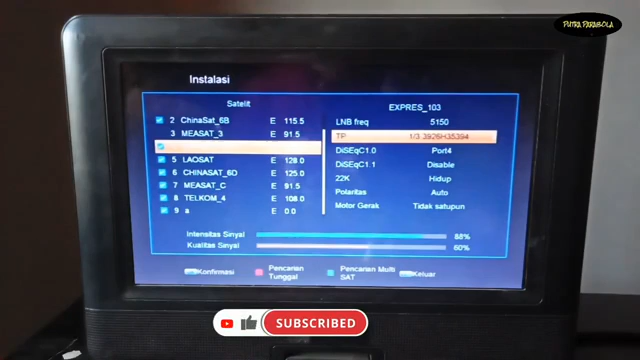 PUTRA PARABOLA
Instalasi
Satelit
2 ChinaSat_6B E 115.5
3 MEASAT_3 E 91.5
5 LAOSAT E 128.0
6 CHINASAT_6D E 125.0
7 MEASAT_C E 91.5
8 TELKOM_4 E 108.0
9 a E 0.0
EXPRES_103
LNB freq 5150
TP 1/3 3926H35394
DiSEqC1.0 Port4
DiSEqC1.1 Disable
22K Hidup
Polaritas Auto
Motor Gerak Tidak satupun
Intensitas Sinyal 88%
Kualitas Sinyal 60%
Konfirmasi
Pencarian Tunggal
Pencarian Multi SAT
Keluar
SUBSCRIBED